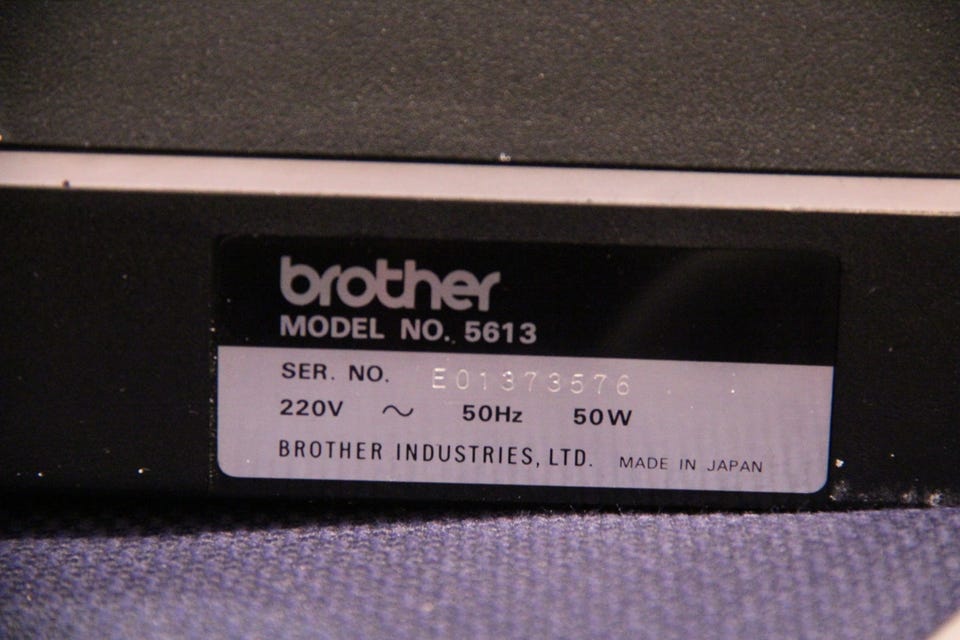 brother
MODEL NO. 5613
SER. NO. E01373576
220V ~ 50Hz 50W
BROTHER INDUSTRIES, LTD. MADE IN JAPAN